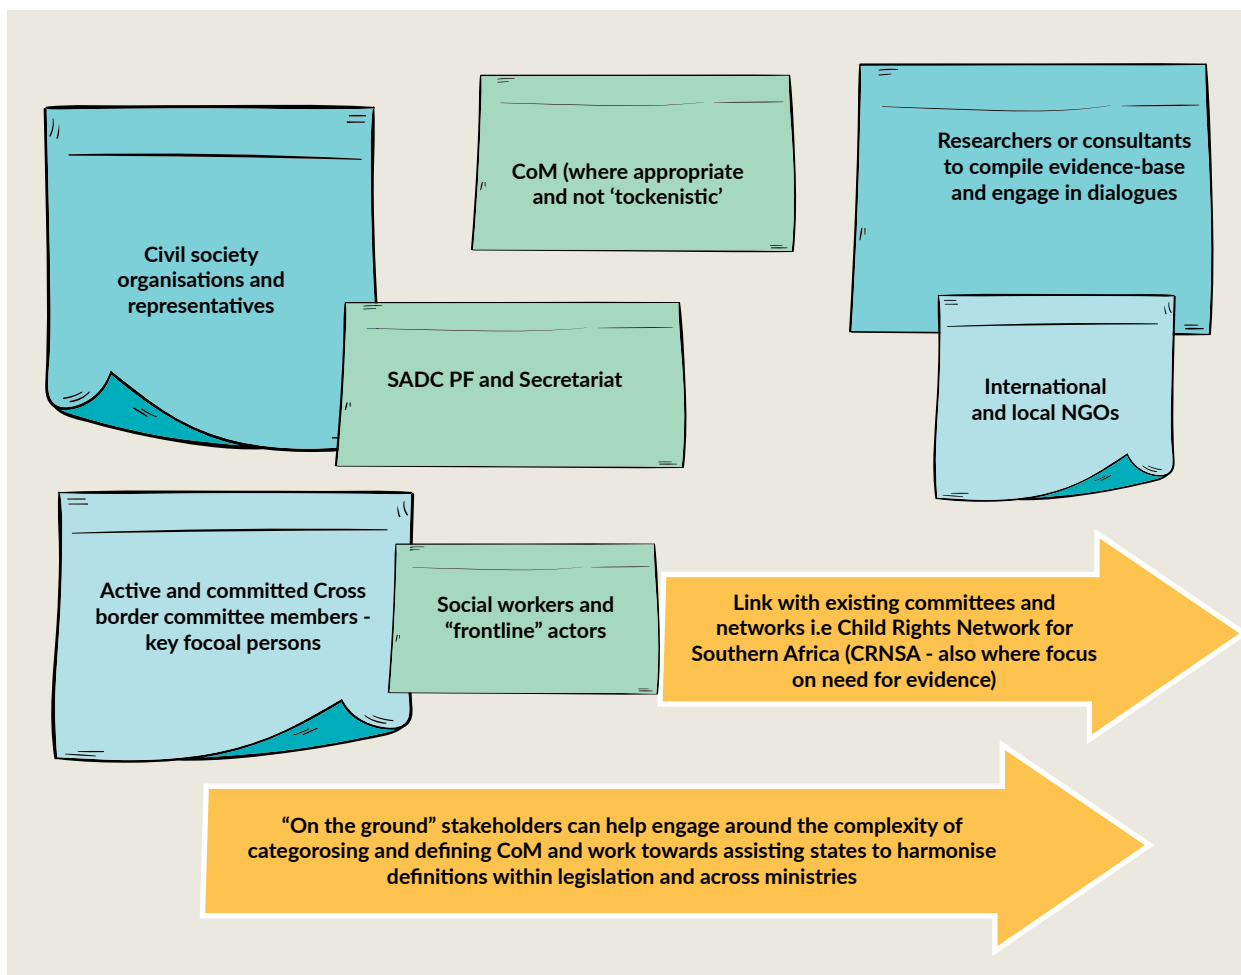 Civil society
organisations and
representatives
CoM (where appropriate
and not ‘tockenistic’
Researchers or consultants
to compile evidence-base
and engage in dialogues
SADC PF and Secretariat
International
and local NGOs
Active and committed Cross
border committee members -
key focoal persons
Social workers and
“frontline” actors
Link with existing committees and
networks i.e Child Rights Network for
Southern Africa (CRNSA - also where focus
on need for evidence)
“On the ground” stakeholders can help engage around the complexity of
categorosing and defining CoM and work towards assisting states to harmonise
definitions within legislation and across ministries